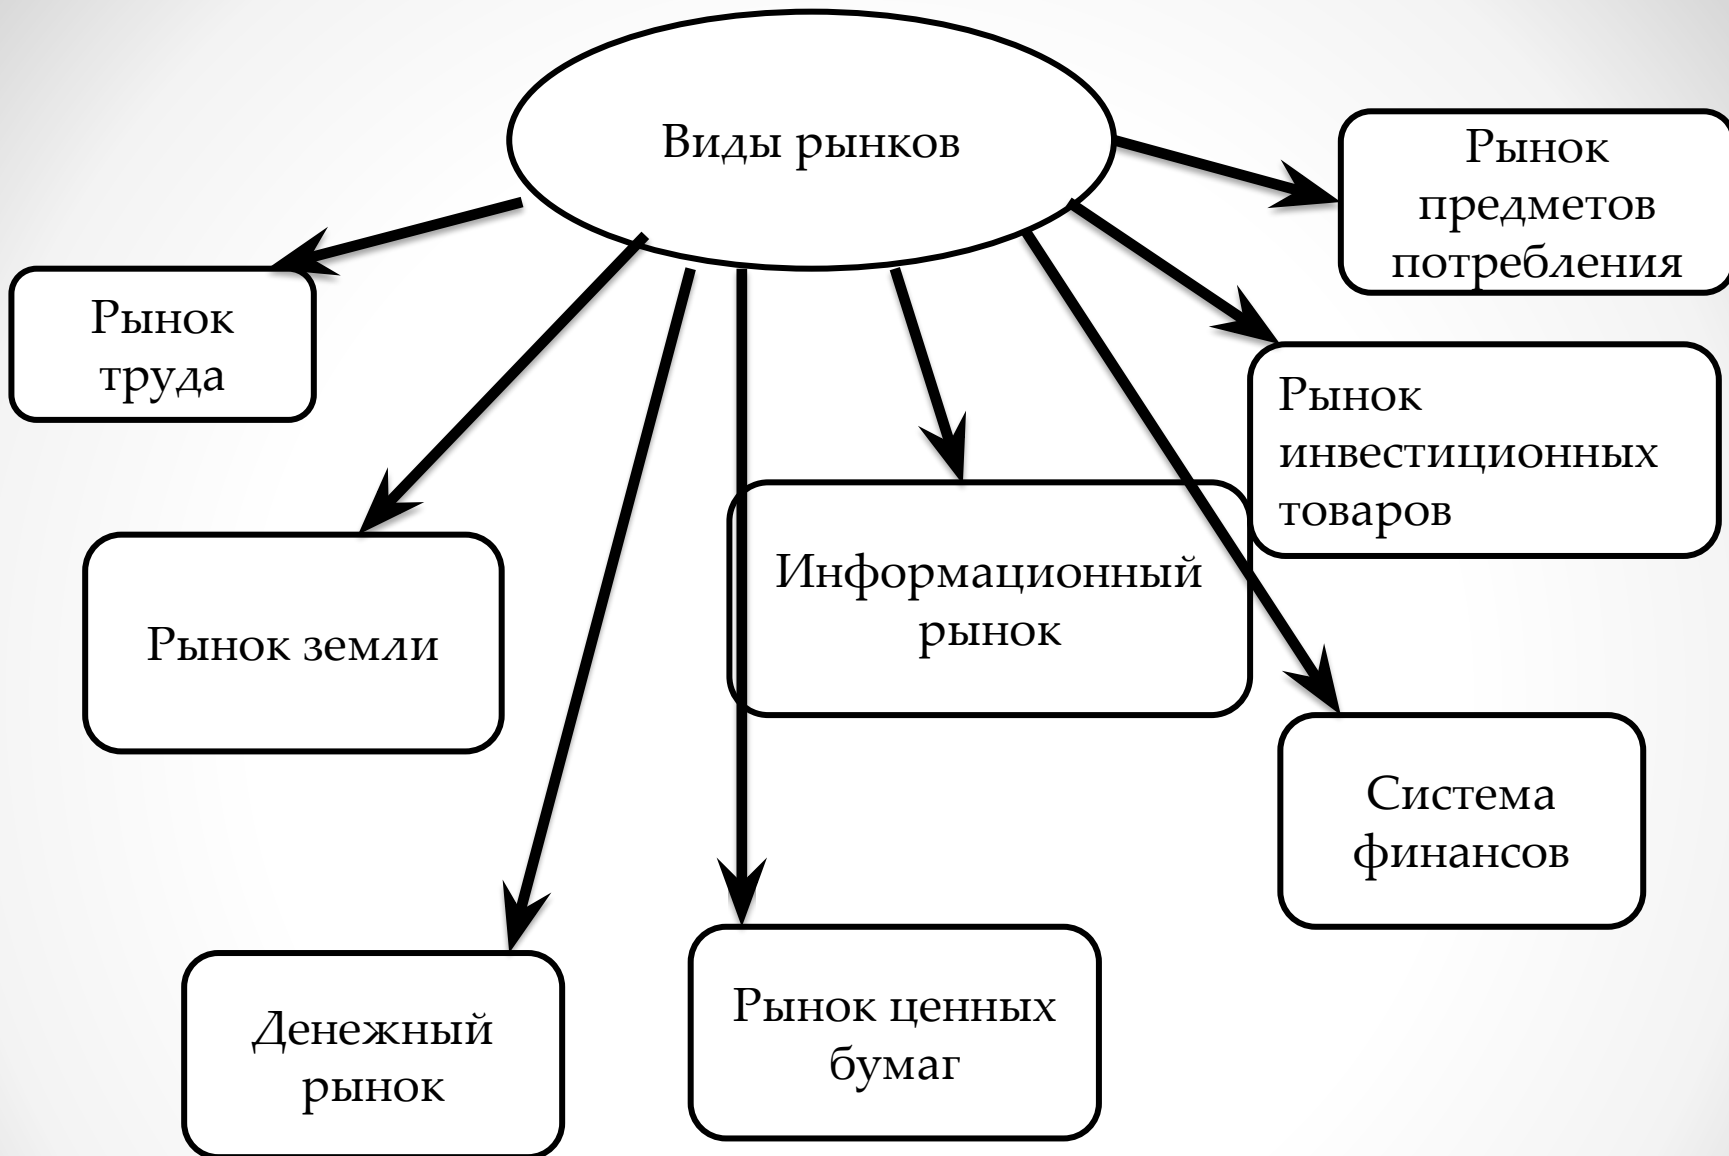 Виды рынков
Рынок
предметов
потребления
Рынок
труда
Рынок
инвестиционных
товаров
Информационный
рынок
Рынок земли
Система
финансов
Рынок ценных
бумаг
Денежный
рынок